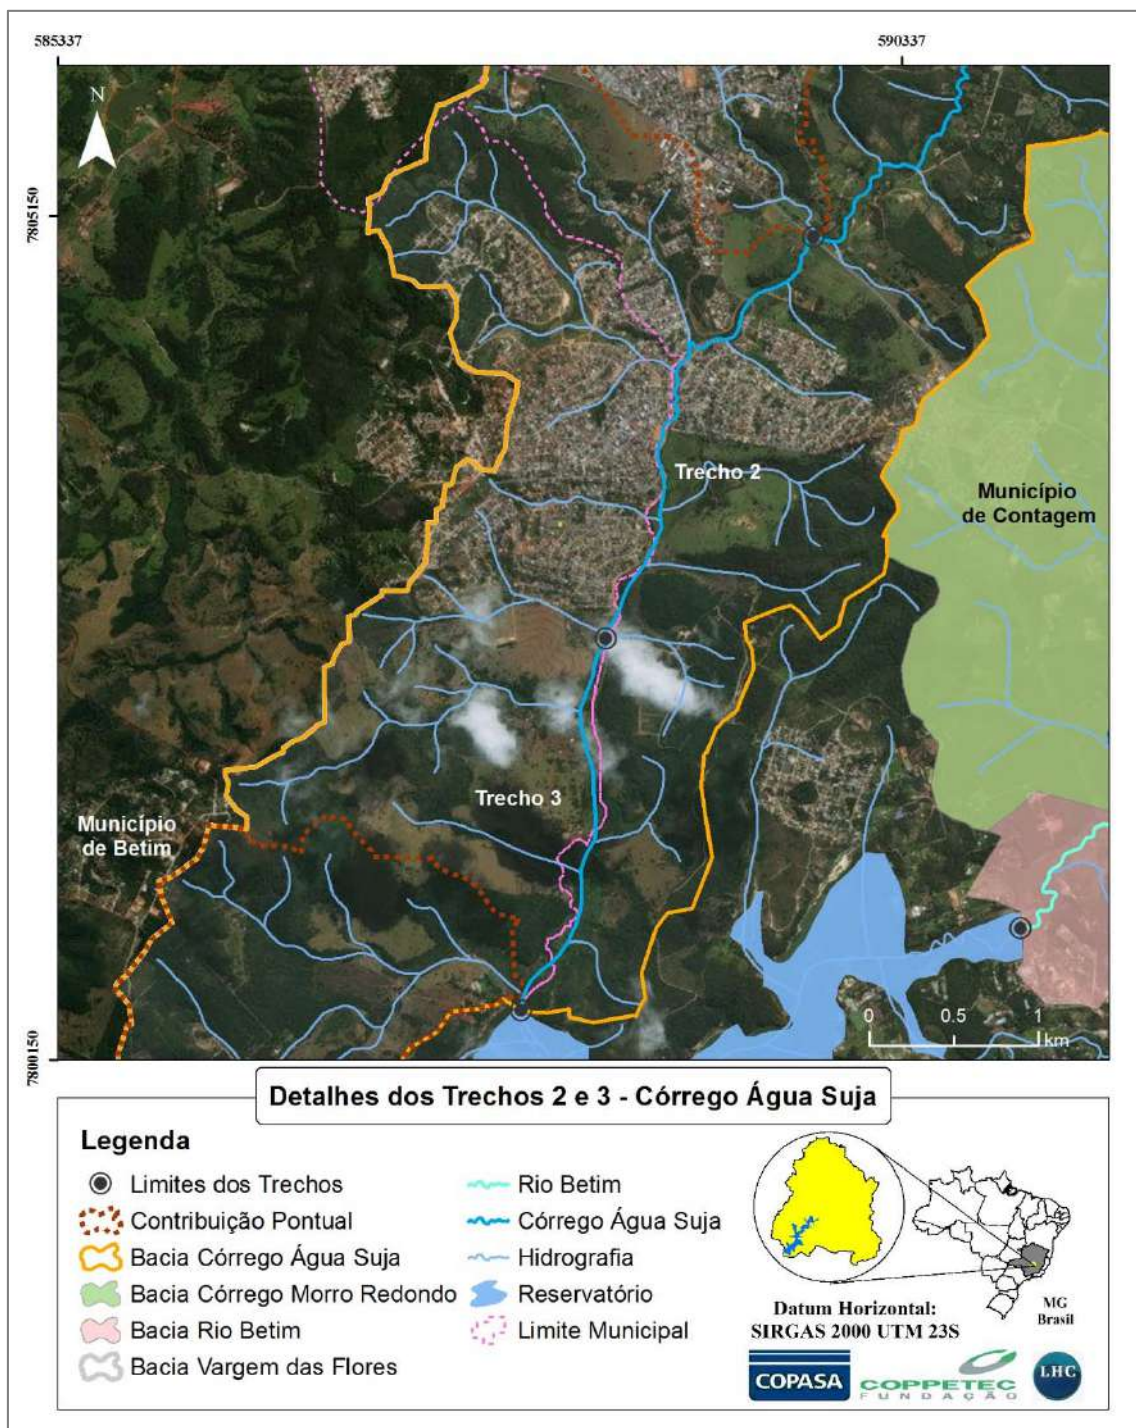 585337
590337
N
7805150
Trecho 2
Município
de Contagem
Trecho 3
Município
de Betim
0
0.5
1
km
7800150
Detalhes dos Trechos 2 e 3 - Córrego Água Suja
Legenda
Limites dos Trechos
Contribuição Pontual
Bacia Córrego Água Suja
Bacia Córrego Morro Redondo
Bacia Rio Betim
Bacia Vargem das Flores
Rio Betim
Córrego Água Suja
Hidrografia
Reservatório
Limite Municipal
MG
Brasil
Datum Horizontal:
SIRGAS 2000 UTM 23S
COPASA
COPPETEC
FUNDAÇÃO
LHC